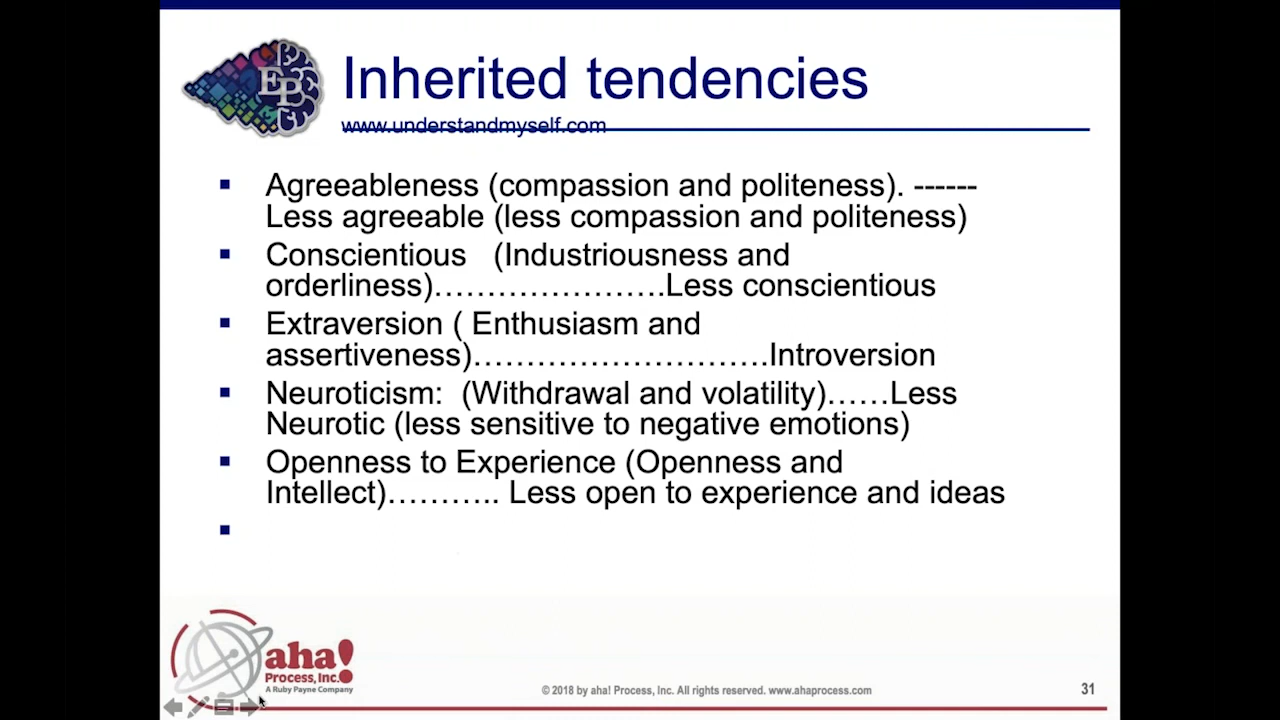 EP
Inherited tendencies
www.understandmyself.com
▪ Agreeableness (compassion and politeness). ------
Less agreeable (less compassion and politeness)
▪ Conscientious   (Industriousness and
orderliness)…………………..Less conscientious
▪ Extraversion ( Enthusiasm and
assertiveness)……………………….Introversion
▪ Neuroticism:  (Withdrawal and volatility)……Less
Neurotic (less sensitive to negative emotions)
▪ Openness to Experience (Openness and
Intellect)……….. Less open to experience and ideas
▪
aha!
Process, Inc.
A Ruby Payne Company
© 2018 by aha! Process, Inc. All rights reserved. www.ahaprocess.com
31